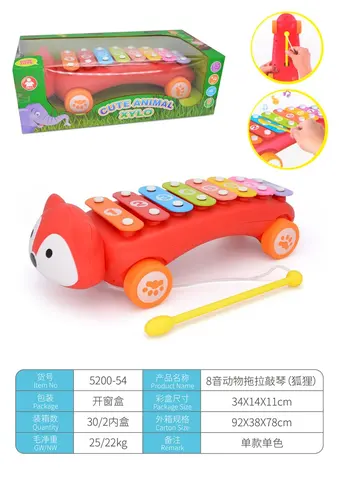 CUTE ANIMAL
XYLO
货号 Item No 5200-54 产品名称 Product Name 8音动物拖拉敲琴(狐狸)
包装 Package 开窗盒 彩盒尺寸 Package Size 34X14X11cm
装箱数 Quantity 30/2内盒 外箱规格 Carton Size 92X38X78cm
毛净重 GW/NW 25/22kg 备注 Remark 单款单色